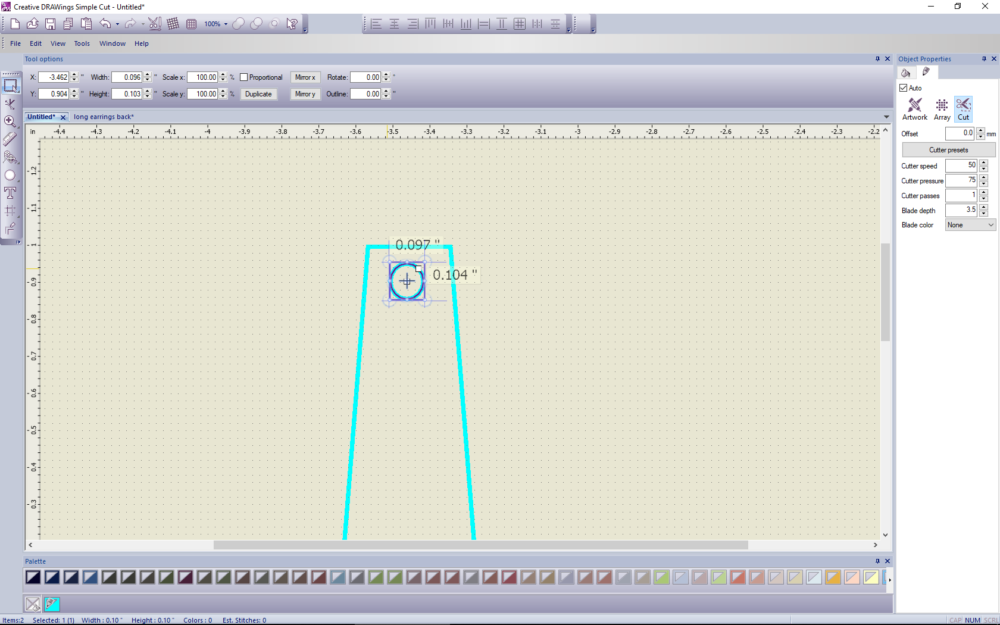 Creative DRAWings Simple Cut - Untitled*
100%
File Edit View Tools Window Help
Tool options
Object Properties
X: -3.462 " Width: 0.096 " Scale x: 100.00 % Proportional Mirror x Rotate: 0.00 °
Y: 0.904 " Height: 0.103 " Scale y: 100.00 % Duplicate Mirror y Outline: 0.00 "
Auto
Artwork Array Cut
Offset 0.0 mm
Cutter presets
Cutter speed 50
Cutter pressure 75
Cutter passes 1
Blade depth 3.5
Blade color None
Untitled* long earrings back*
in -4.4 -4.3 -4.2 -4.1 -4 -3.9 -3.8 -3.7 -3.6 -3.5 -3.4 -3.3 -3.2 -3.1 -3 -2.9 -2.8 -2.7 -2.6 -2.5 -2.4 -2.3 -2.2
1.2
1.1
1
0.9
0.8
0.7
0.6
0.5
0.4
0.3
0.097 "
0.104 "
Palette
Items:2 Selected: 1 (1) Width : 0.10 " Height : 0.10 " Colors : 0 Est. Stitches: 0 CAP NUM SCRL